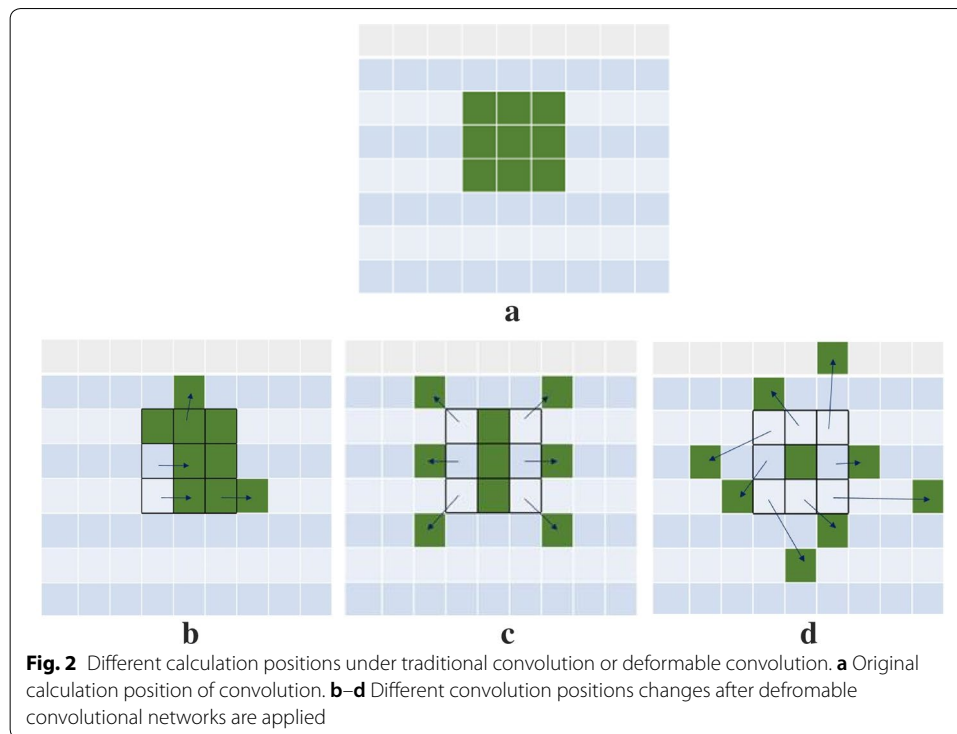 a
b
c
d
Fig. 2 Different calculation positions under traditional convolution or deformable convolution. a Original
calculation position of convolution. b–d Different convolution positions changes after defromable
convolutional networks are applied